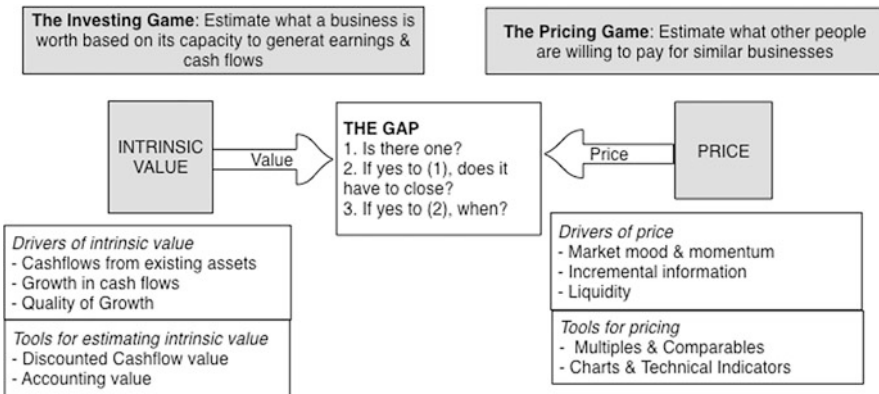 The Investing Game: Estimate what a business is
worth based on its capacity to generat earnings &
cash flows
The Pricing Game: Estimate what other people
are willing to pay for similar businesses
INTRINSIC
VALUE
Value
THE GAP
1. Is there one?
2. If yes to (1), does it
have to close?
3. If yes to (2), when?
Price
PRICE
Drivers of intrinsic value
- Cashflows from existing assets
- Growth in cash flows
- Quality of Growth
Tools for estimating intrinsic value
- Discounted Cashflow value
- Accounting value
Drivers of price
- Market mood & momentum
- Incremental information
- Liquidity
Tools for pricing
- Multiples & Comparables
- Charts & Technical Indicators